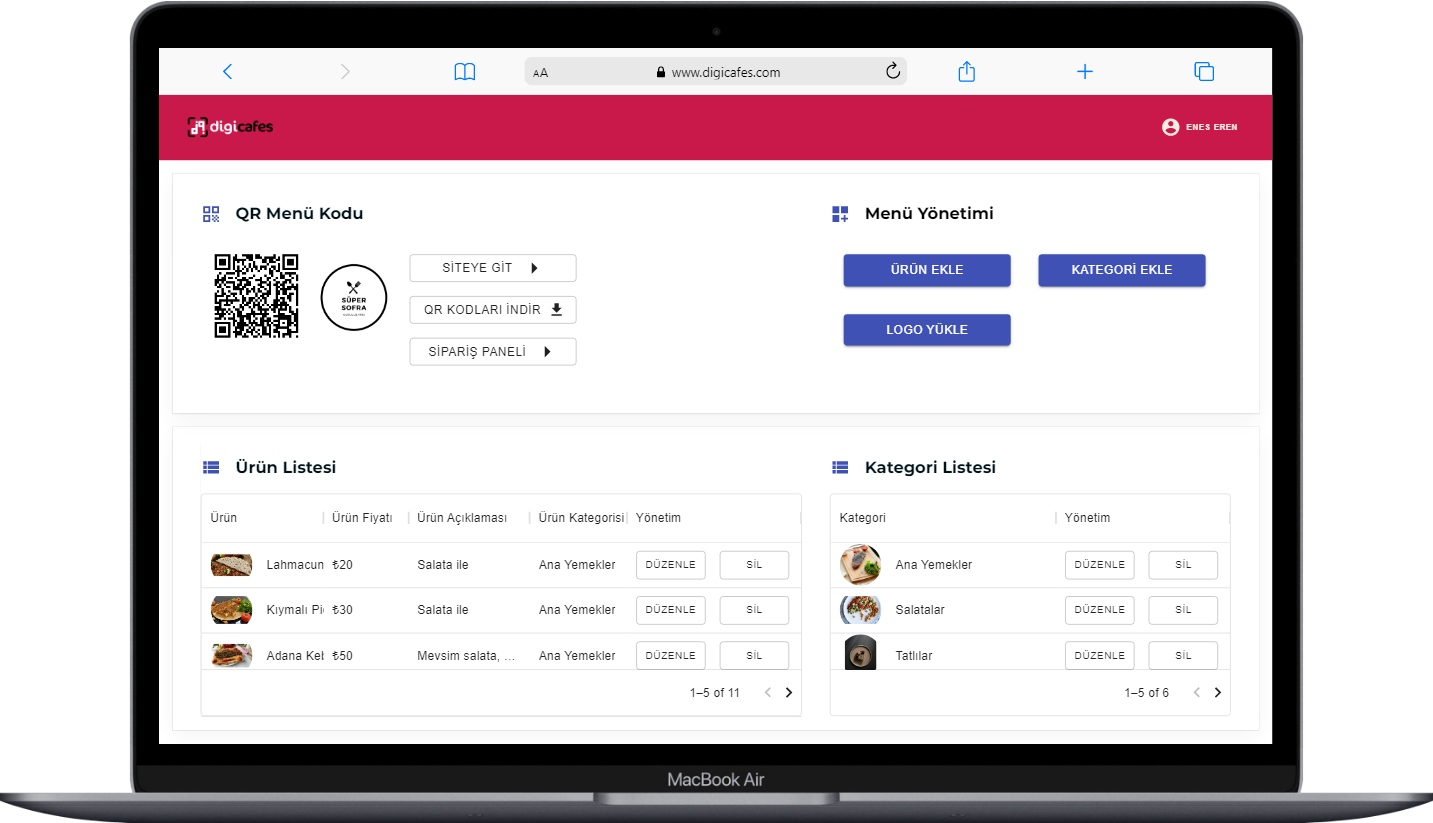 AA
www.digicafes.com
digicafes
ENES EREN
QR Menü Kodu
SÜPER
SOFRA
SİTEYE GİT
QR KODLARI İNDİR
SİPARİŞ PANELİ
Menü Yönetimi
ÜRÜN EKLE
KATEGORİ EKLE
LOGO YÜKLE
Ürün Listesi
Ürün Ürün Fiyatı Ürün Açıklaması Ürün Kategorisi Yönetim
Lahmacun ₺20 Salata ile Ana Yemekler DÜZENLE SİL
Kıymalı Pi ₺30 Salata ile Ana Yemekler DÜZENLE SİL
Adana Ket ₺50 Mevsim salata, ... Ana Yemekler DÜZENLE SİL
1–5 of 11
Kategori Listesi
Kategori Yönetim
Ana Yemekler DÜZENLE SİL
Salatalar DÜZENLE SİL
Tatlılar DÜZENLE SİL
1–5 of 6
MacBook Air